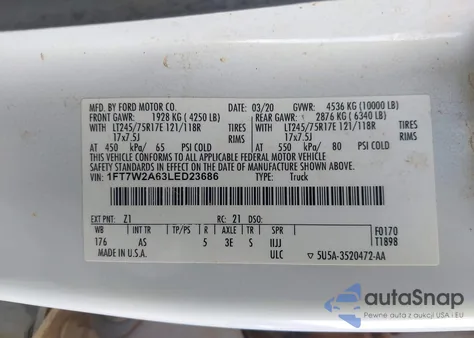 MFD. BY FORD MOTOR CO. 03/20 GVWR: 4536 KG (10000 LB)
FRONT GAWR: 1928 KG ( 4250 LB) REAR GAWR: 2876 KG ( 6340 LB)
WITH LT245/75R17E 121/118R WITH LT245/75R17E 121/118R
17x7.5J 17x7.5J
AT 450 kPa/ 65 PSI COLD AT 550 kPa/ 80 PSI COLD
THIS VEHICLE CONFORMS TO ALL APPLICABLE FEDERAL MOTOR VEHICLE
SAFETY STANDARDS IN EFFECT ON THE DATE OF MANUFACTURE SHOWN ABOVE.
VIN: 1FT7W2A63LED23686 TYPE: Truck
EXT PNT: Z1 RC: 21 DSO:
WB INT TR TP/PS R AXLE TR SPR F0170
176 AS 5 3E S IIJJ T1898
MADE IN U.S.A. ULC 5U5A-3520472-AA
autaSnap
Pewne zakupy z USA i EU